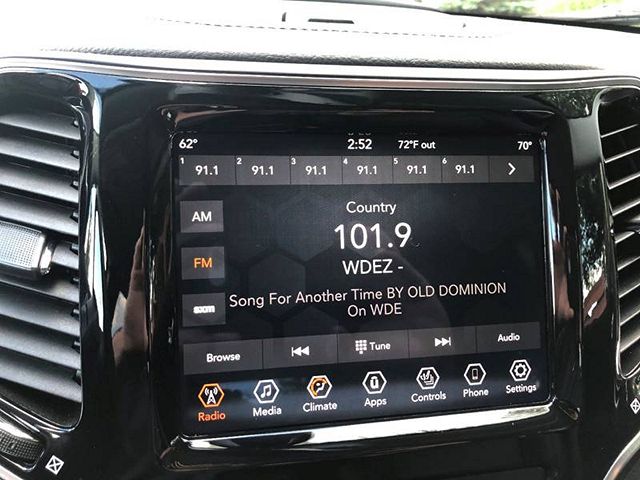 62° 2:52 72°F out 70°
1 91.1 2 91.1 3 91.1 4 91.1 5 91.1 6 91.1
Country
AM
101.9
FM
WDEZ -
Song For Another Time BY OLD DOMINION
On WDE
Browse Tune Audio
Radio Media Climate Apps Controls Phone Settings